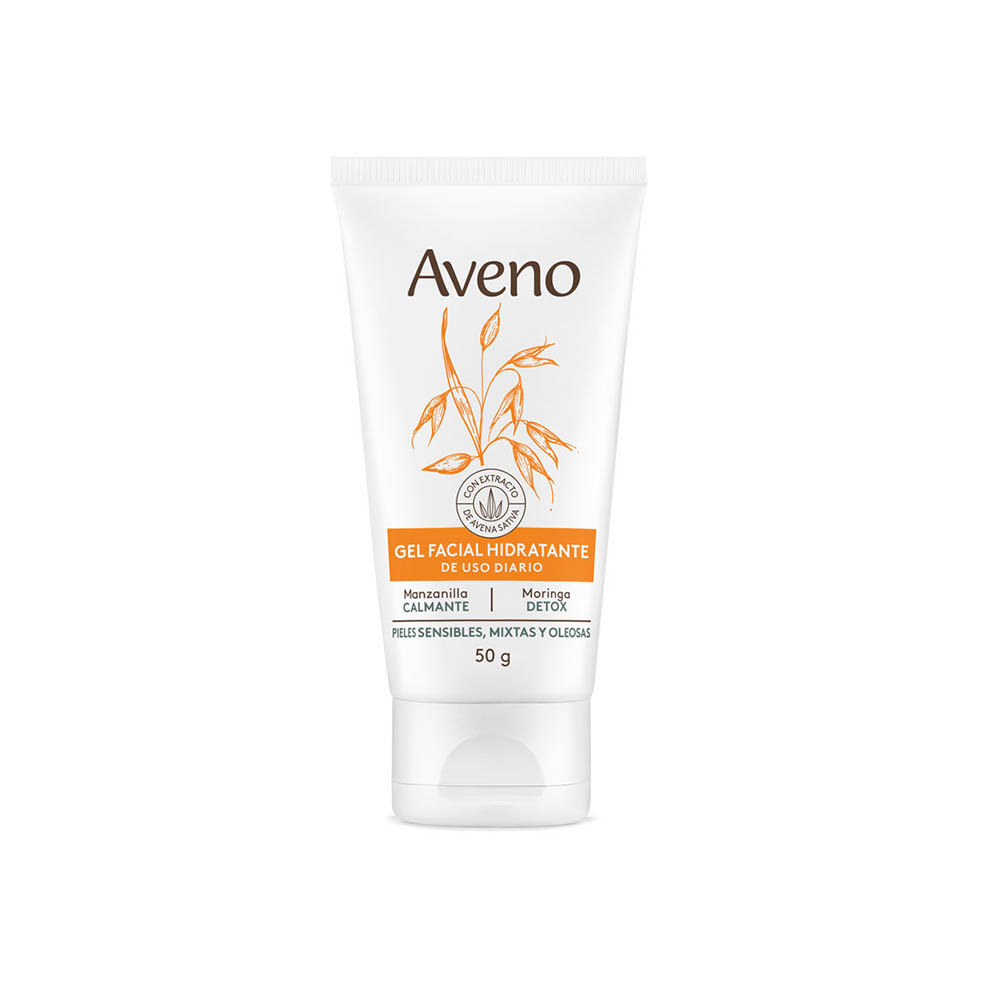 Aveno
CON EXTRACTO
DE AVENA SATIVA
GEL FACIAL HIDRATANTE
DE USO DIARIO
Manzanilla | Moringa
CALMANTE | DETOX
PIELES SENSIBLES, MIXTAS Y OLEOSAS
50 g